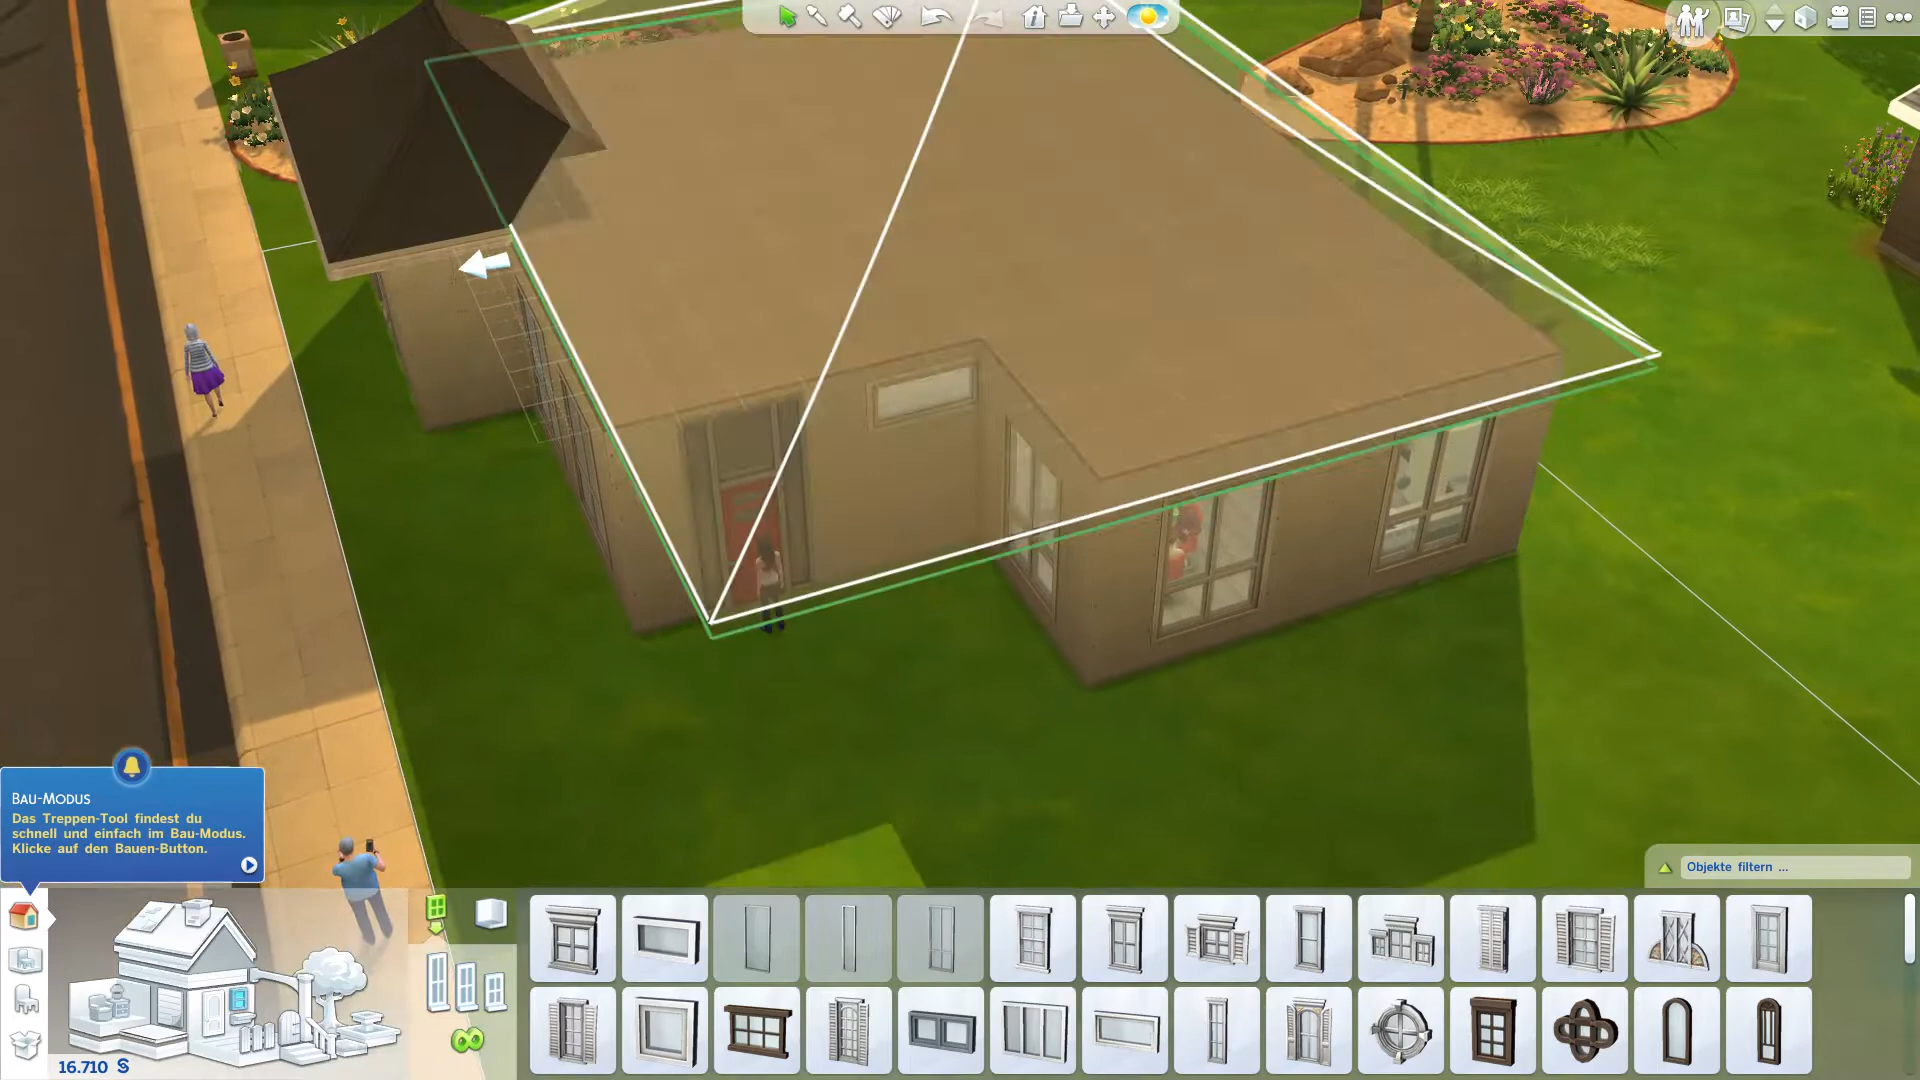 BAU-MODUS
Das Treppen-Tool findest du
schnell und einfach im Bau-Modus.
Klicke auf den Bauen-Button.
Objekte filtern ...
16.710 S